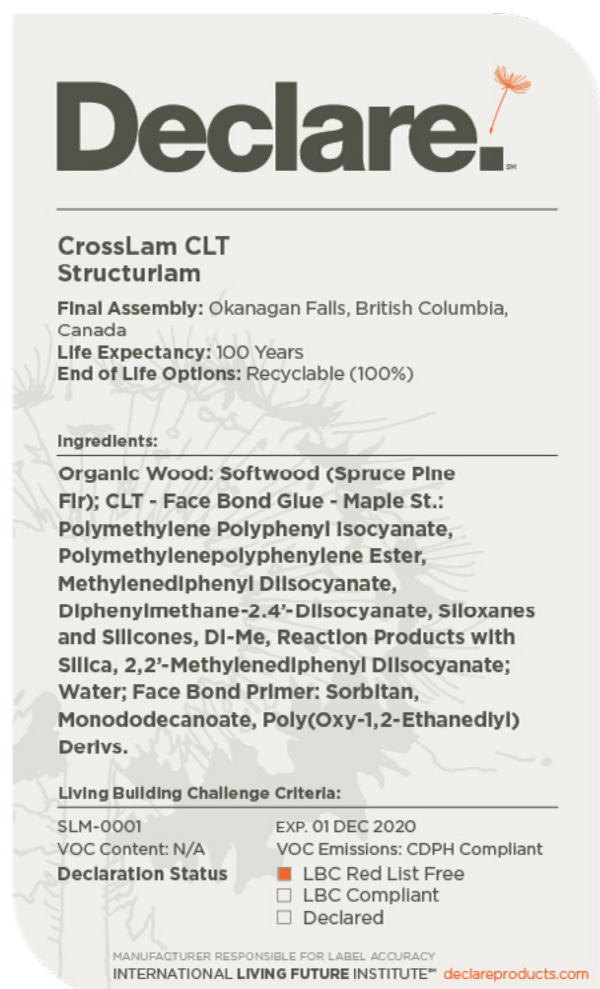 Declare.℠
CrossLam CLT
Structurlam
Final Assembly: Okanagan Falls, British Columbia,
Canada
Life Expectancy: 100 Years
End of Life Options: Recyclable (100%)
Ingredients:
Organic Wood: Softwood (Spruce Pine
Fir); CLT - Face Bond Glue - Maple St.:
Polymethylene Polyphenyl Isocyanate,
Polymethylenepolyphenylene Ester,
Methylenediphenyl Diisocyanate,
Diphenylmethane-2.4’-Diisocyanate, Siloxanes
and Silicones, Di-Me, Reaction Products with
Silica, 2,2’-Methylenediphenyl Diisocyanate;
Water; Face Bond Primer: Sorbitan,
Monododecanoate, Poly(Oxy-1,2-Ethanediyl)
Derivs.
Living Building Challenge Criteria:
SLM-0001 EXP. 01 DEC 2020
VOC Content: N/A VOC Emissions: CDPH Compliant
Declaration Status LBC Red List Free
LBC Compliant
Declared
MANUFACTURER RESPONSIBLE FOR LABEL ACCURACY
INTERNATIONAL LIVING FUTURE INSTITUTE℠ declareproducts.com